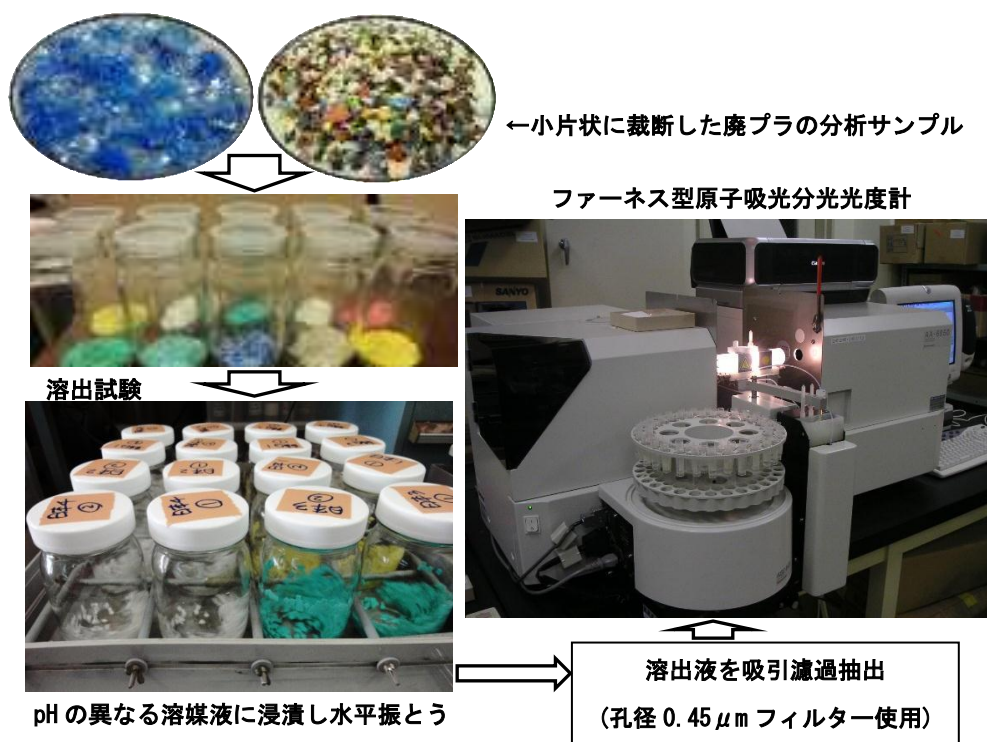 ←小片状に裁断した廃プラの分析サンプル
ファーネス型原子吸光分光光度計
SANYO
溶出試験
pHの異なる溶媒液に浸漬し水平振とう
溶出液を吸引濾過抽出
(孔径0.45μmフィルター使用)